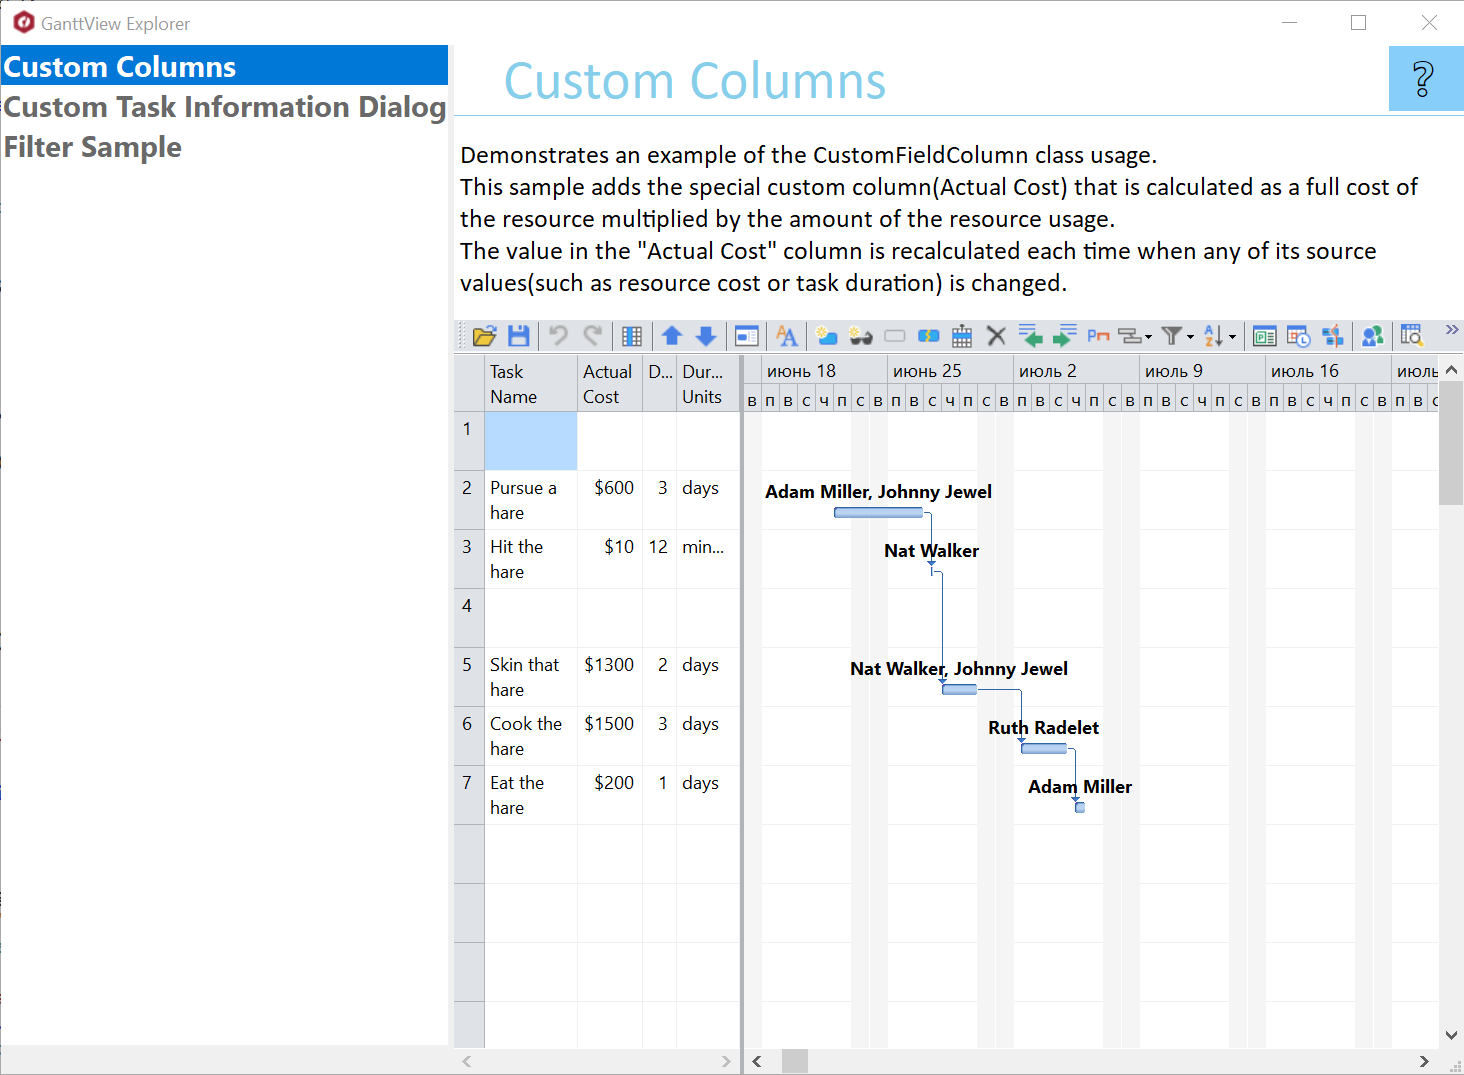 GanttView Explorer
Custom Columns
Custom Task Information Dialog
Filter Sample
Custom Columns
?
Demonstrates an example of the CustomFieldColumn class usage.
This sample adds the special custom column(Actual Cost) that is calculated as a full cost of
the resource multiplied by the amount of the resource usage.
The value in the "Actual Cost" column is recalculated each time when any of its source
values(such as resource cost or task duration) is changed.
Task Name Actual Cost D... Dur... Units
июнь 18 июнь 25 июль 2 июль 9 июль 16 июль
в п в с ч п с в п в с ч п с в п в с ч п с в п в с ч п с в п в с ч п с в п в с
1
2 Pursue a hare $600 3 days
Adam Miller, Johnny Jewel
3 Hit the hare $10 12 min...
Nat Walker
4
5 Skin that hare $1300 2 days
Nat Walker, Johnny Jewel
6 Cook the hare $1500 3 days
Ruth Radelet
7 Eat the hare $200 1 days
Adam Miller